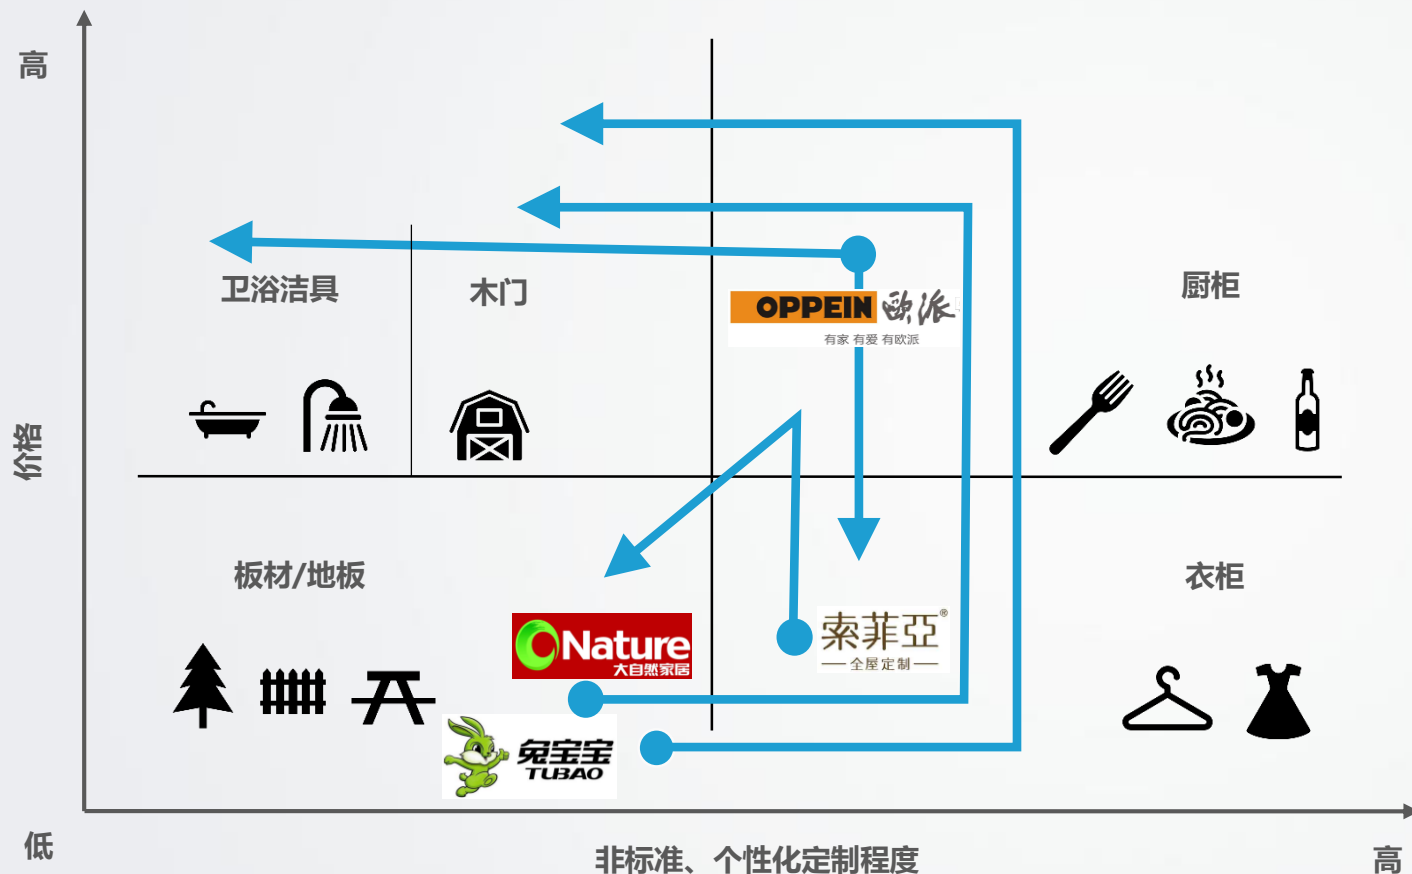 高
卫浴洁具
木门
OPPEIN 欧派
有家 有爱 有欧派
厨柜
价格
板材/地板
衣柜
Nature
大自然家居
索菲亞®
全屋定制
兔宝宝
TUBAO
低
非标准、个性化定制程度
高